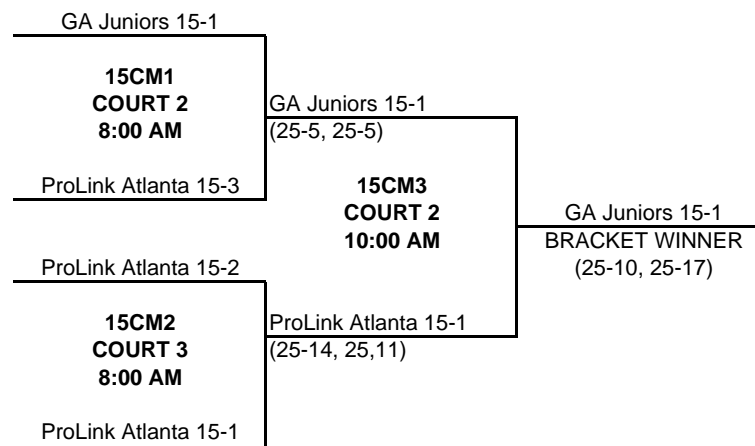 GA Juniors 15-1
15CM1
COURT 2
8:00 AM
GA Juniors 15-1
(25-5, 25-5)
ProLink Atlanta 15-3
15CM3
COURT 2
10:00 AM
GA Juniors 15-1
BRACKET WINNER
(25-10, 25-17)
ProLink Atlanta 15-2
15CM2
COURT 3
8:00 AM
ProLink Atlanta 15-1
(25-14, 25,11)
ProLink Atlanta 15-1